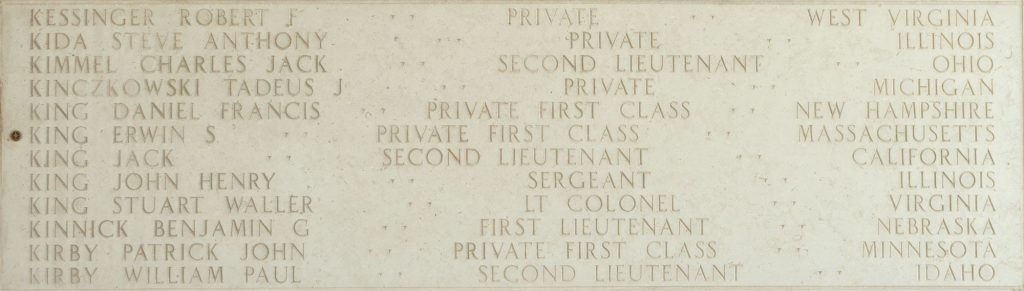 KESSINGER ROBERT F PRIVATE WEST VIRGINIA
KIDA STEVE ANTHONY PRIVATE ILLINOIS
KIMMEL CHARLES JACK SECOND LIEUTENANT OHIO
KINCZKOWSKI TADEUS J PRIVATE MICHIGAN
KING DANIEL FRANCIS PRIVATE FIRST CLASS NEW HAMPSHIRE
KING ERWIN S PRIVATE FIRST CLASS MASSACHUSETTS
KING JACK SECOND LIEUTENANT CALIFORNIA
KING JOHN HENRY SERGEANT ILLINOIS
KING STUART WALLER LT COLONEL VIRGINIA
KINNICK BENJAMIN G FIRST LIEUTENANT NEBRASKA
KIRBY PATRICK JOHN PRIVATE FIRST CLASS MINNESOTA
KIRBY WILLIAM PAUL SECOND LIEUTENANT IDAHO